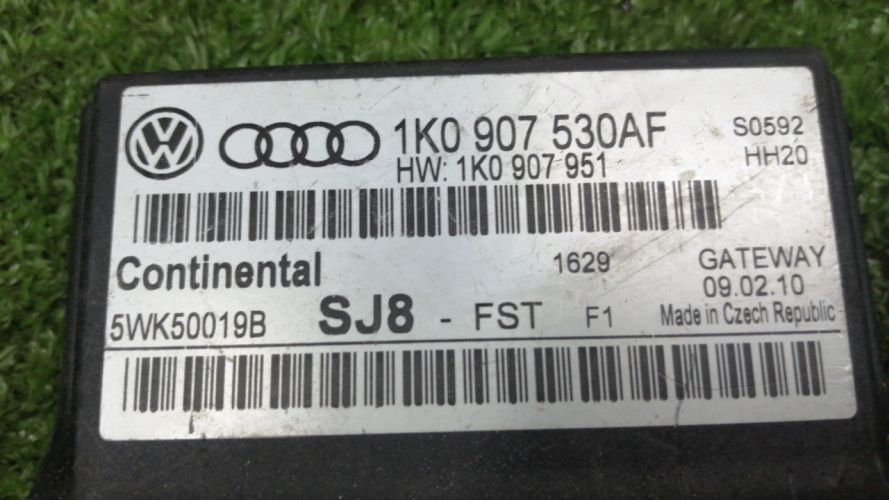 1K0 907 530AF S0592
HW: 1K0 907 951 HH20
Continental 1629 GATEWAY
09.02.10
5WK50019B SJ8 - FST F1 Made in Czech Republic